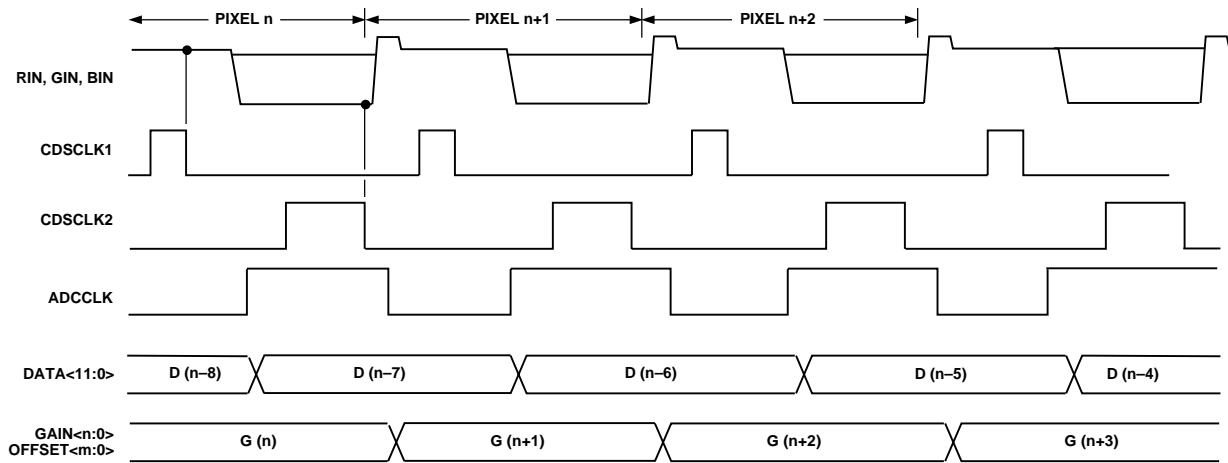 PIXEL n PIXEL n+1 PIXEL n+2
RIN, GIN, BIN
CDSCLK1
CDSCLK2
ADCCLK
DATA<11:0> D (n–8) D (n–7) D (n–6) D (n–5) D (n–4)
GAIN<n:0>
OFFSET<m:0> G (n) G (n+1) G (n+2) G (n+3)